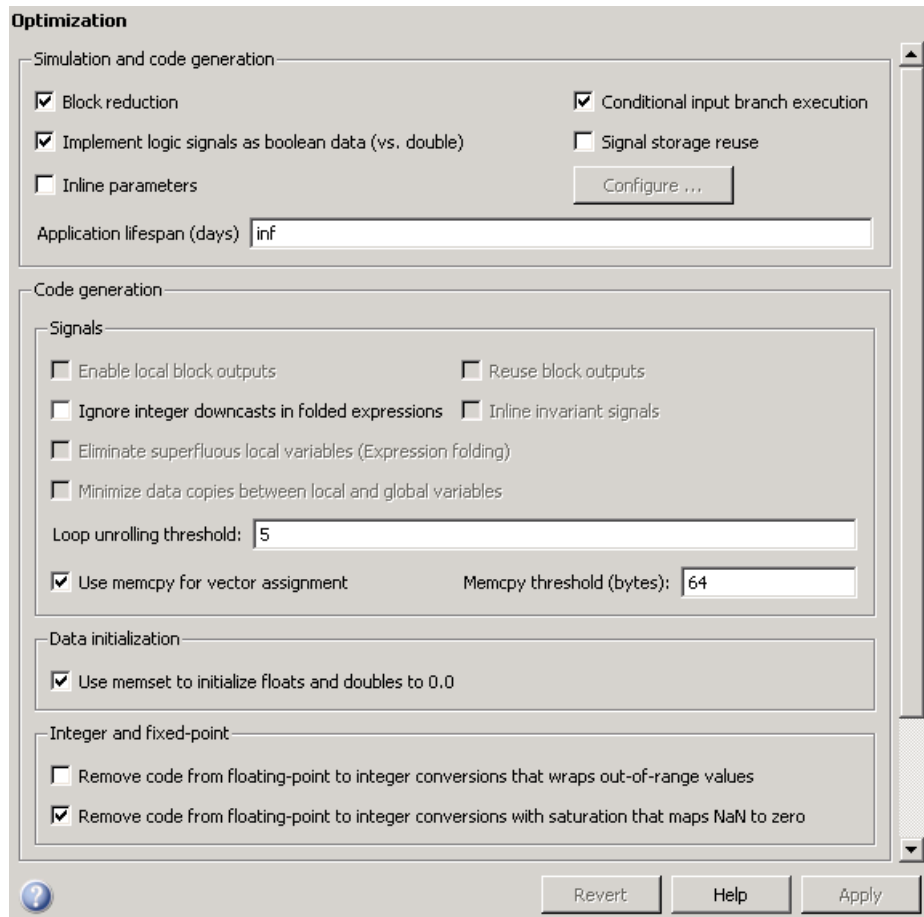 Optimization
Simulation and code generation
Block reduction
Conditional input branch execution
Implement logic signals as boolean data (vs. double)
Signal storage reuse
Inline parameters
Configure ...
Application lifespan (days) inf
Code generation
Signals
Enable local block outputs
Reuse block outputs
Ignore integer downcasts in folded expressions
Inline invariant signals
Eliminate superfluous local variables (Expression folding)
Minimize data copies between local and global variables
Loop unrolling threshold: 5
Use memcpy for vector assignment
Memcpy threshold (bytes): 64
Data initialization
Use memset to initialize floats and doubles to 0.0
Integer and fixed-point
Remove code from floating-point to integer conversions that wraps out-of-range values
Remove code from floating-point to integer conversions with saturation that maps NaN to zero
?
Revert
Help
Apply